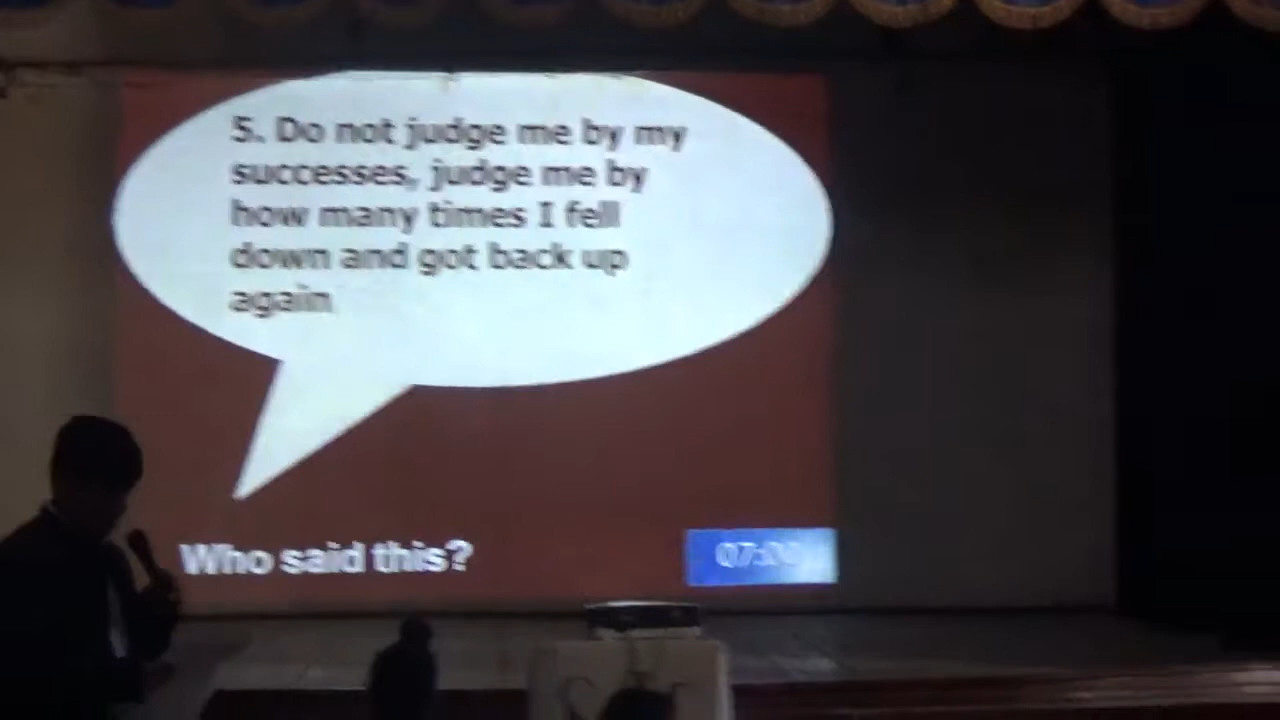 5. Do not judge me by my
successes, judge me by
how many times I fell
down and got back up
again
Who said this?